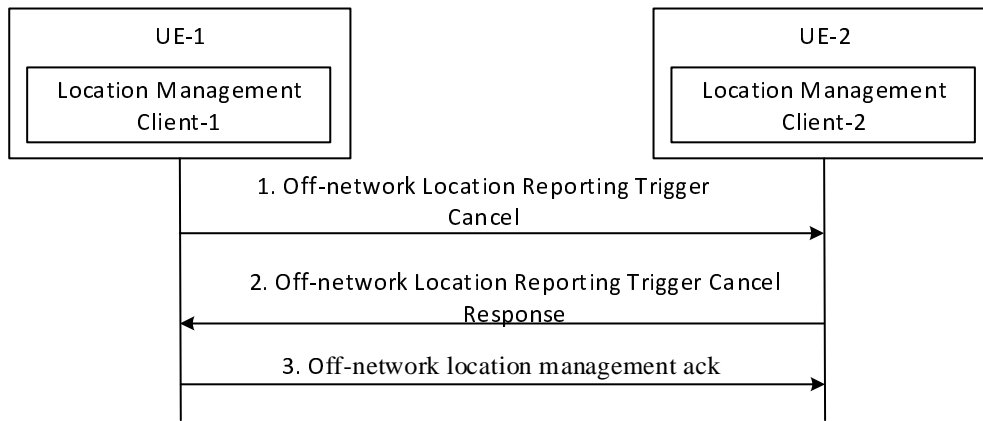 UE-1
UE-2
Location Management
Client-1
Location Management
Client-2
1. Off-network Location Reporting Trigger
Cancel
2. Off-network Location Reporting Trigger Cancel
Response
3. Off-network location management ack